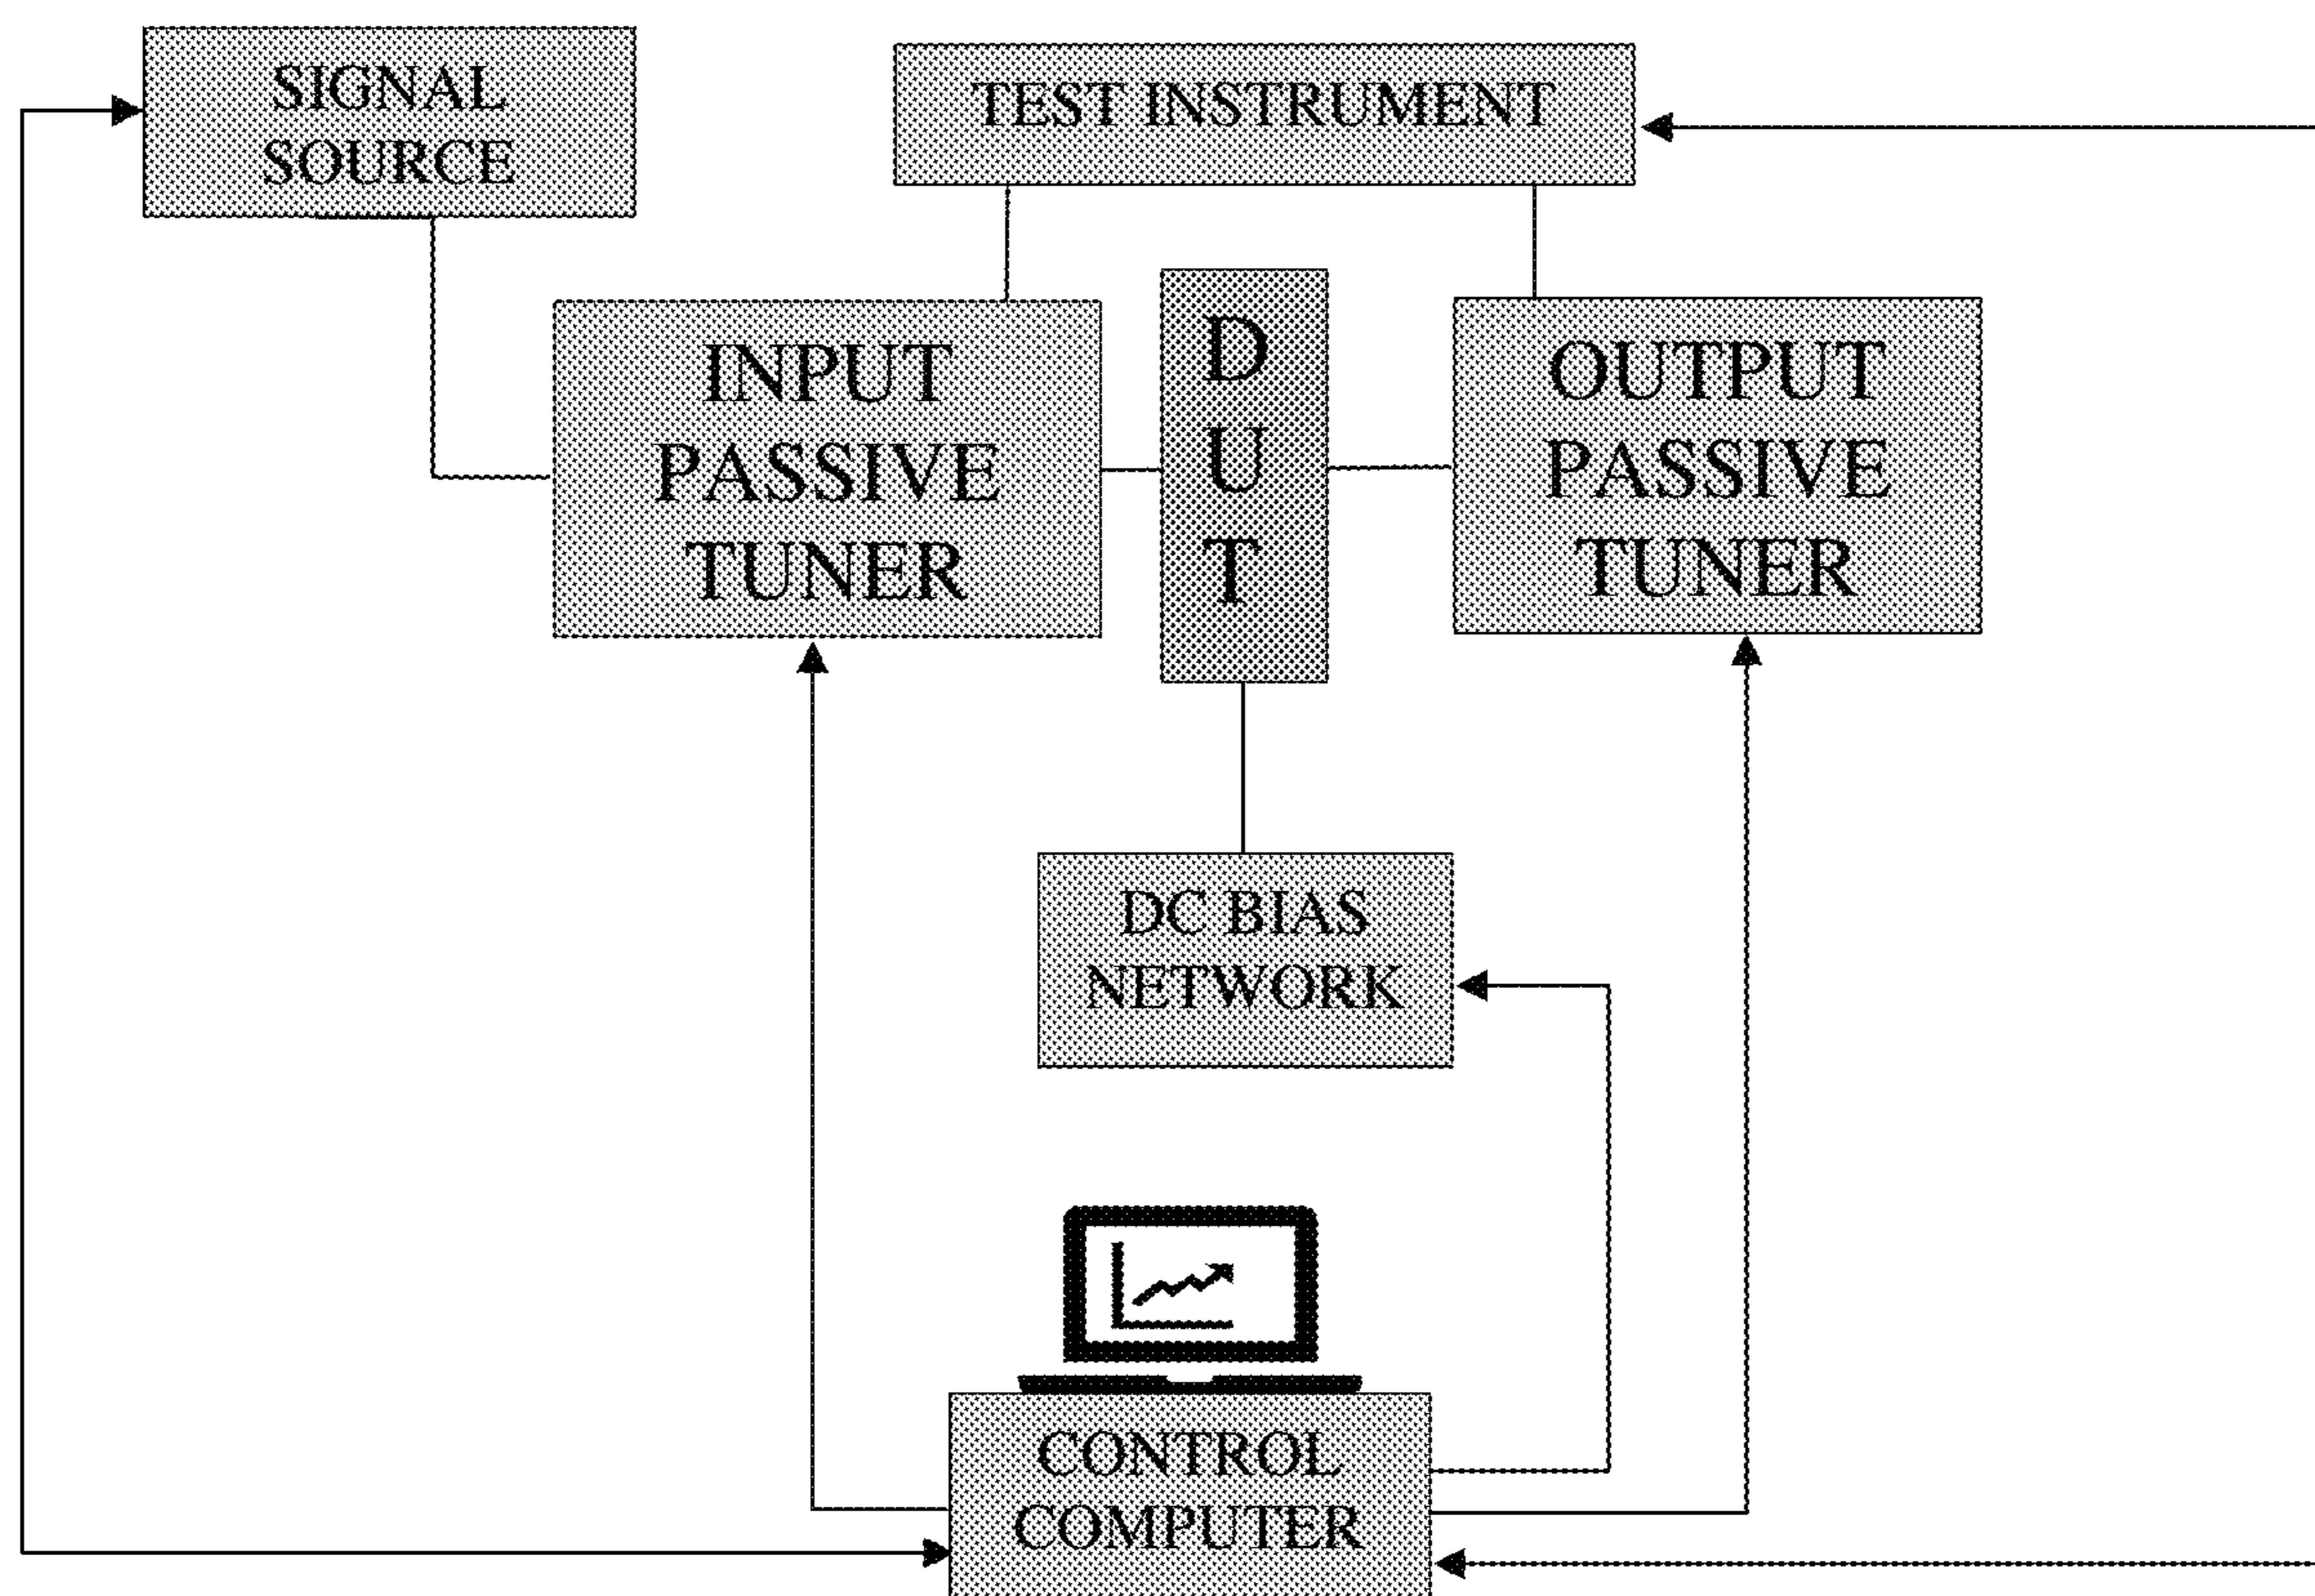 SIGNAL
SOURCE
TEST INSTRUMENT
INPUT
PASSIVE
TUNER
D
U
T
OUTPUT
PASSIVE
TUNER
DC BIAS
NETWORK
CONTROL
COMPUTER